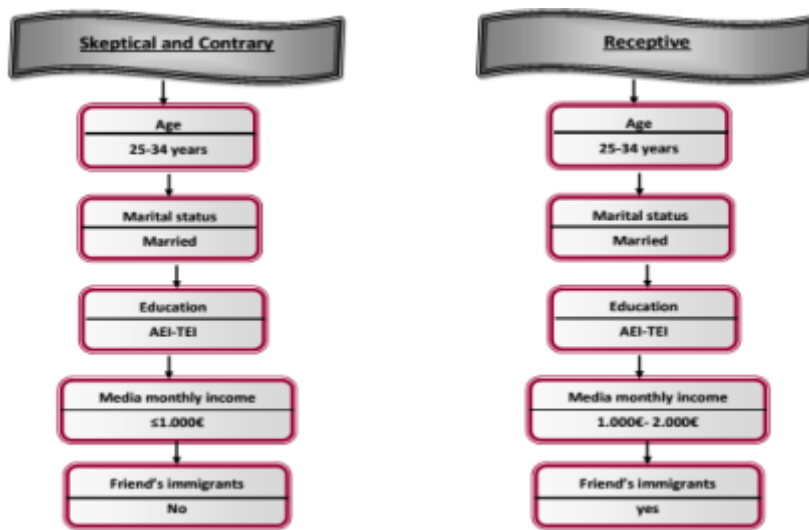 Skeptical and Contrary
Age
25-34 years
Marital status
Married
Education
AEI-TEI
Media monthly income
≤1.000€
Friend's immigrants
No
Receptive
Age
25-34 years
Marital status
Married
Education
AEI-TEI
Media monthly income
1.000€- 2.000€
Friend's immigrants
yes